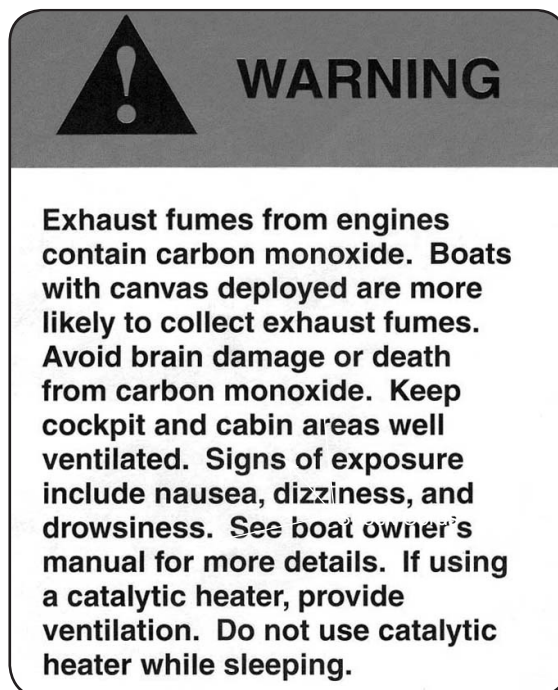 WARNING
Exhaust fumes from engines
contain carbon monoxide. Boats
with canvas deployed are more
likely to collect exhaust fumes.
Avoid brain damage or death
from carbon monoxide. Keep
cockpit and cabin areas well
ventilated. Signs of exposure
include nausea, dizziness, and
drowsiness. See boat owner's
manual for more details. If using
a catalytic heater, provide
ventilation. Do not use catalytic
heater while sleeping.